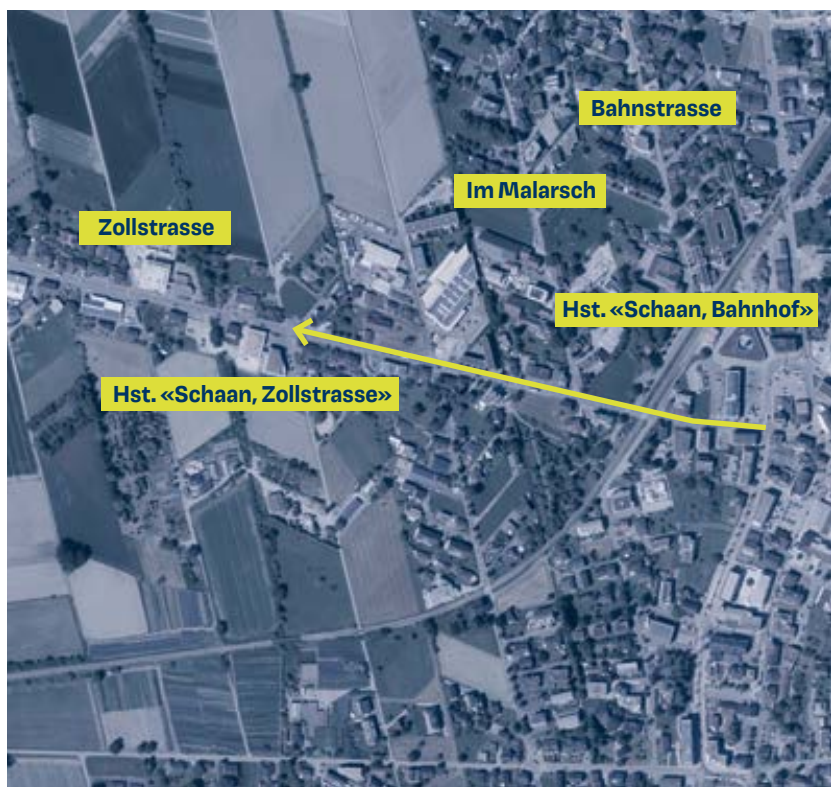 Bahnstrasse
Im Malarsch
Zollstrasse
Hst. «Schaan, Bahnhof»
Hst. «Schaan, Zollstrasse»